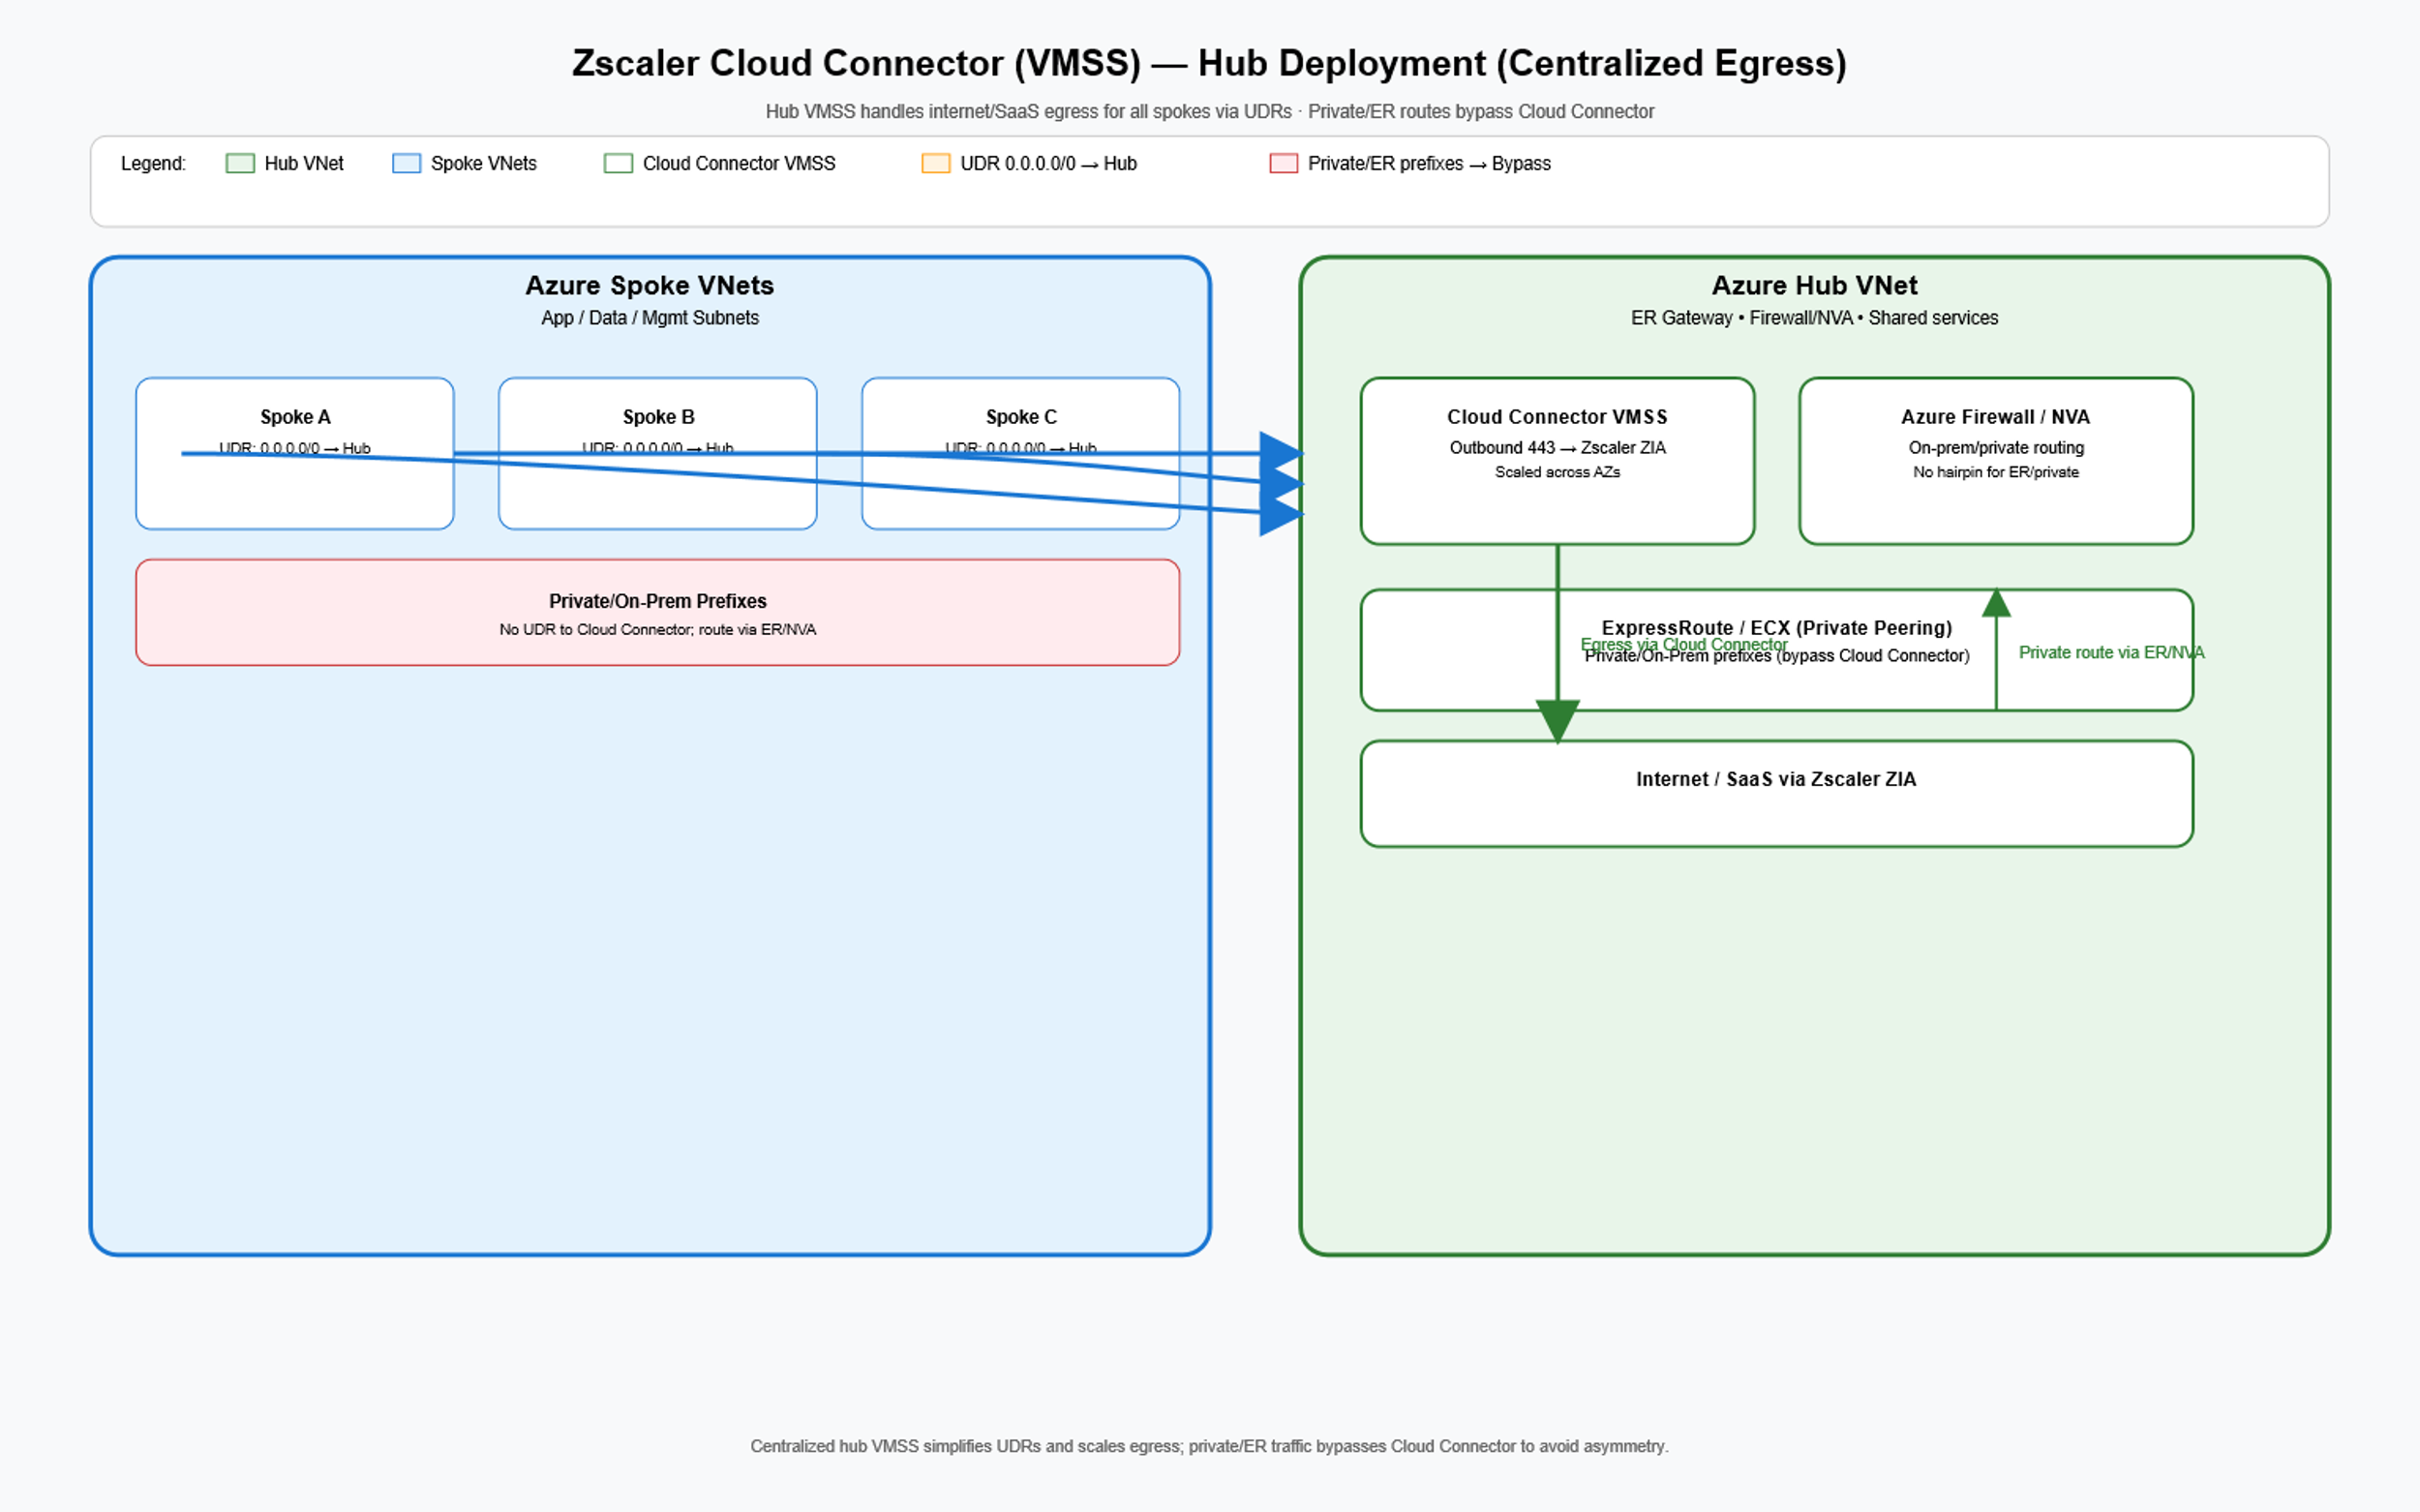 Zscaler Cloud Connector (VMSS) — Hub Deployment (Centralized Egress)
Hub VMSS handles internet/SaaS egress for all spokes via UDRs · Private/ER routes bypass Cloud Connector
Legend:
Hub VNet
Spoke VNets
Cloud Connector VMSS
UDR 0.0.0.0/0 → Hub
Private/ER prefixes → Bypass
Azure Spoke VNets
App / Data / Mgmt Subnets
Spoke A
UDR: 0.0.0.0/0 → Hub
Spoke B
UDR: 0.0.0.0/0 → Hub
Spoke C
UDR: 0.0.0.0/0 → Hub
Private/On-Prem Prefixes
No UDR to Cloud Connector; route via ER/NVA
Azure Hub VNet
ER Gateway • Firewall/NVA • Shared services
Cloud Connector VMSS
Outbound 443 → Zscaler ZIA
Scaled across AZs
Azure Firewall / NVA
On-prem/private routing
No hairpin for ER/private
ExpressRoute / ECX (Private Peering)
Egress via Cloud Connector
Private/On-Prem prefixes (bypass Cloud Connector)
Private route via ER/NVA
Internet / SaaS via Zscaler ZIA
Centralized hub VMSS simplifies UDRs and scales egress; private/ER traffic bypasses Cloud Connector to avoid asymmetry.